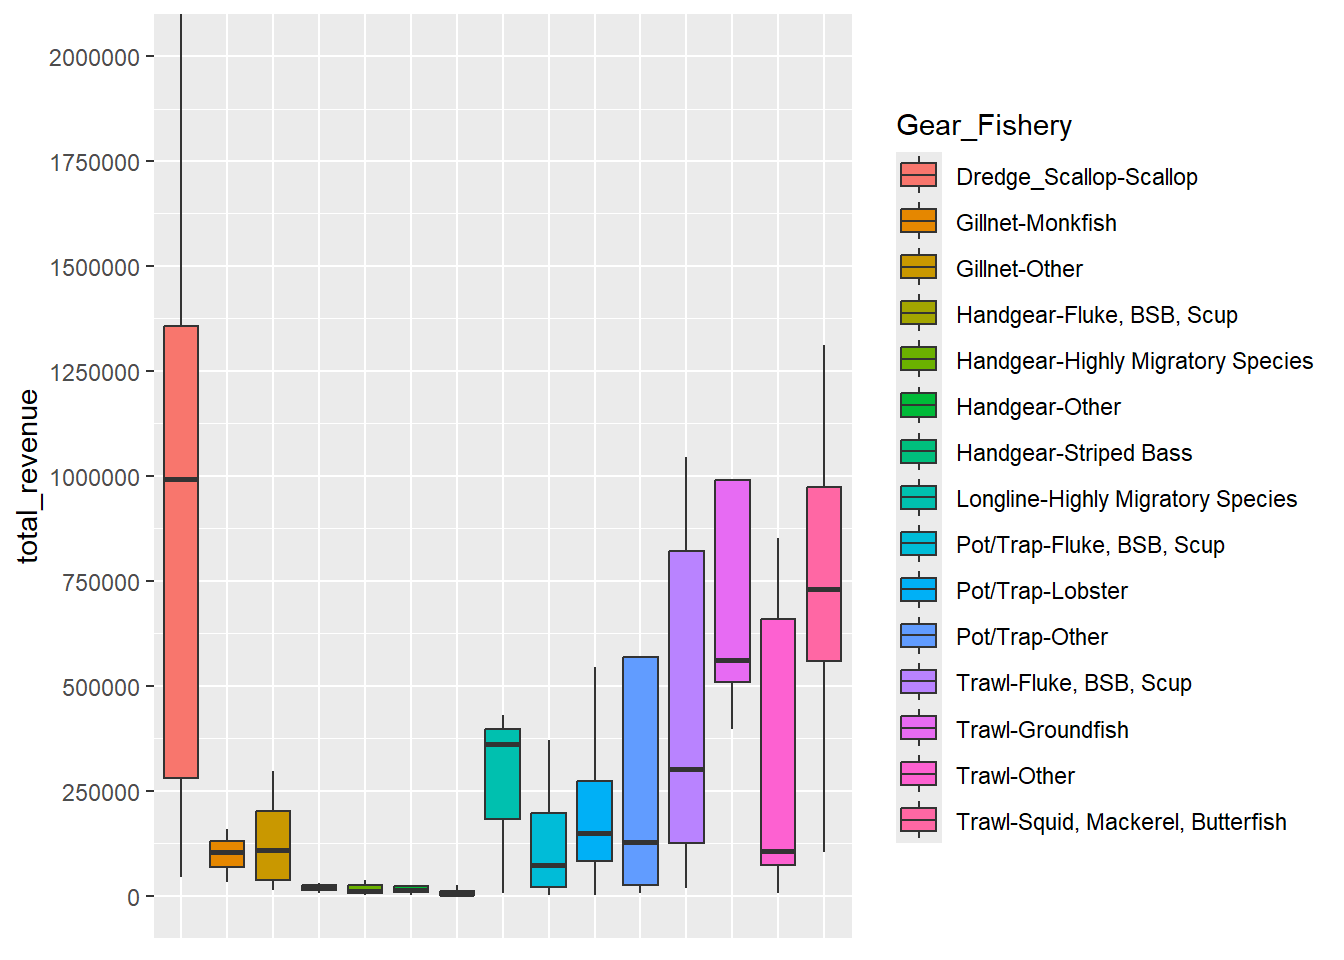 total_revenue
2000000
1750000
1500000
1250000
1000000
750000
500000
250000
0
Gear_Fishery
Dredge_Scallop-Scallop
Gillnet-Monkfish
Gillnet-Other
Handgear-Fluke, BSB, Scup
Handgear-Highly Migratory Species
Handgear-Other
Handgear-Striped Bass
Longline-Highly Migratory Species
Pot/Trap-Fluke, BSB, Scup
Pot/Trap-Lobster
Pot/Trap-Other
Trawl-Fluke, BSB, Scup
Trawl-Groundfish
Trawl-Other
Trawl-Squid, Mackerel, Butterfish